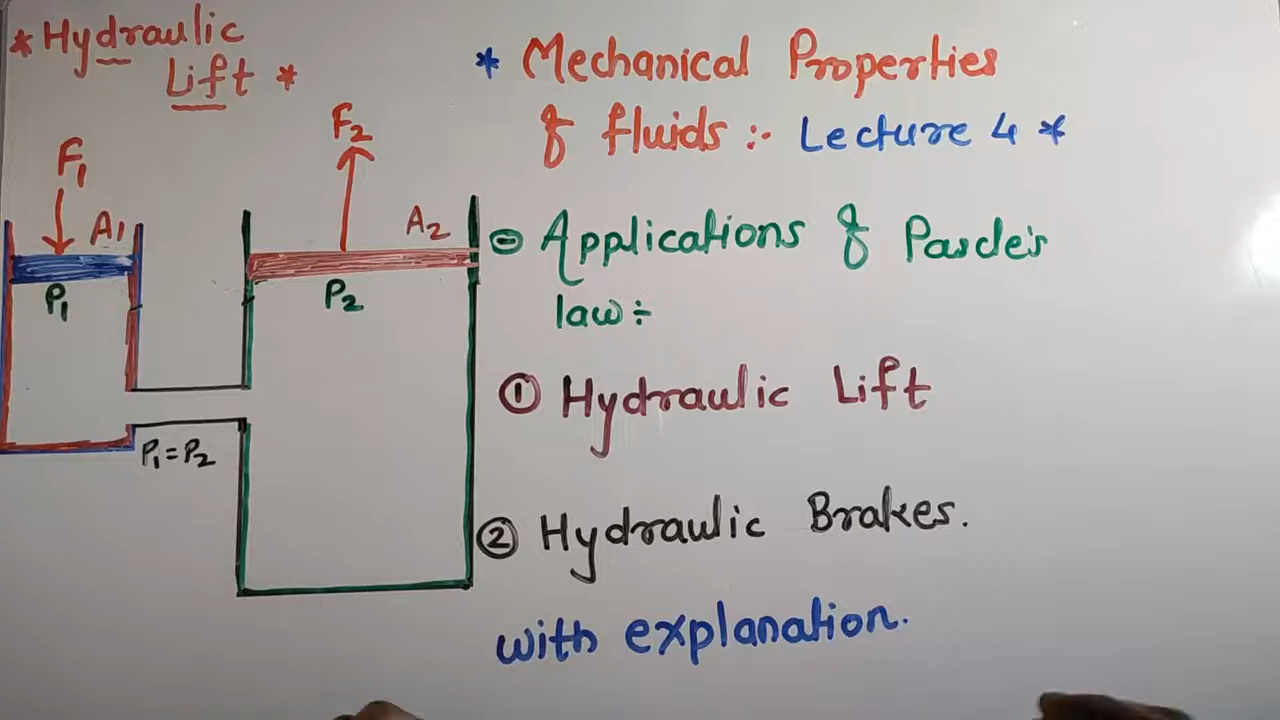 * Hydraulic
Lift *
F₁
A₁
P₁
F₂
A₂
P₂
P₁ = P₂
* Mechanical Properties
of fluids :- Lecture 4 *
⊖ Applications of Pascle's
law ÷
① Hydraulic Lift
② Hydraulic Brakes.
with explanation.